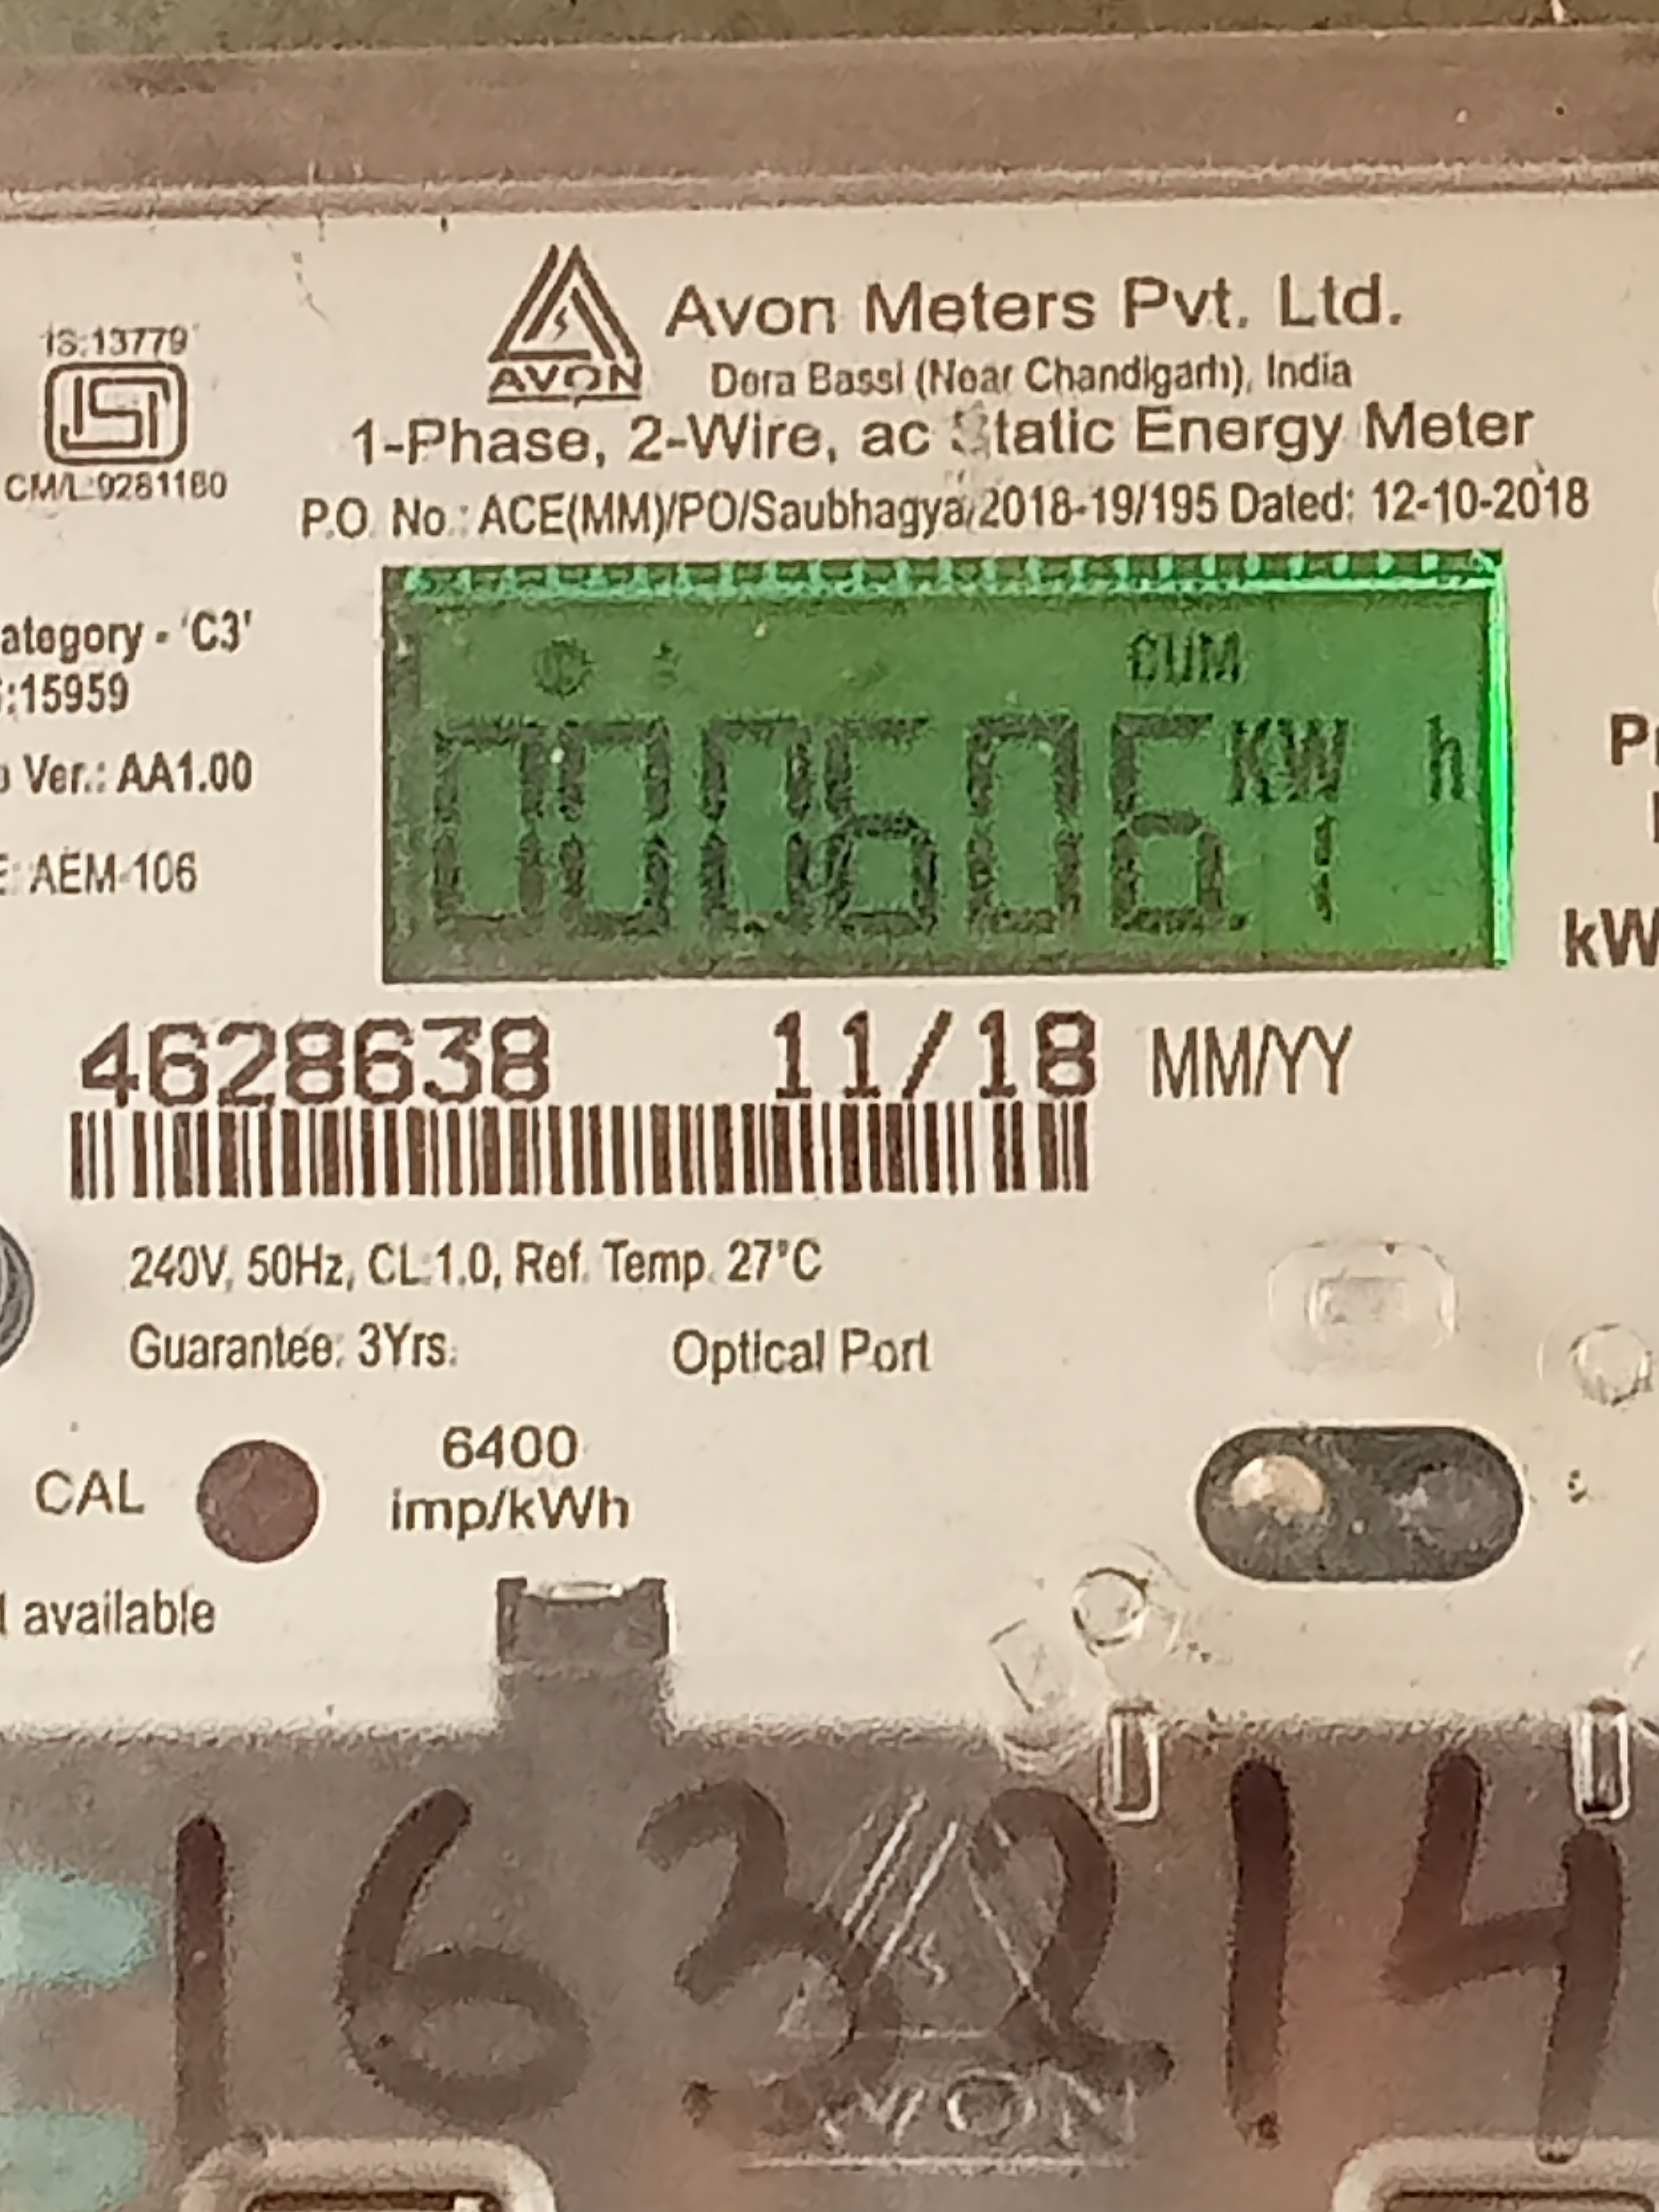 IS:13779
CM/L:9281180
AVON
Avon Meters Pvt. Ltd.
Dera Bassi (Near Chandigarh), India
1-Phase, 2-Wire, ac Static Energy Meter
P.O. No.: ACE(MM)/PO/Saubhagya/2018-19/195 Dated: 12-10-2018
ategory - 'C3'
:15959
Ver.: AA1.00
E: AEM-106
CUM
000606.1
KW h
kW
4628638 11/18 MM/YY
240V, 50Hz, CL:1.0, Ref. Temp. 27°C
Guarantee: 3Yrs.
Optical Port
CAL
6400
imp/kWh
available
163214
AVON